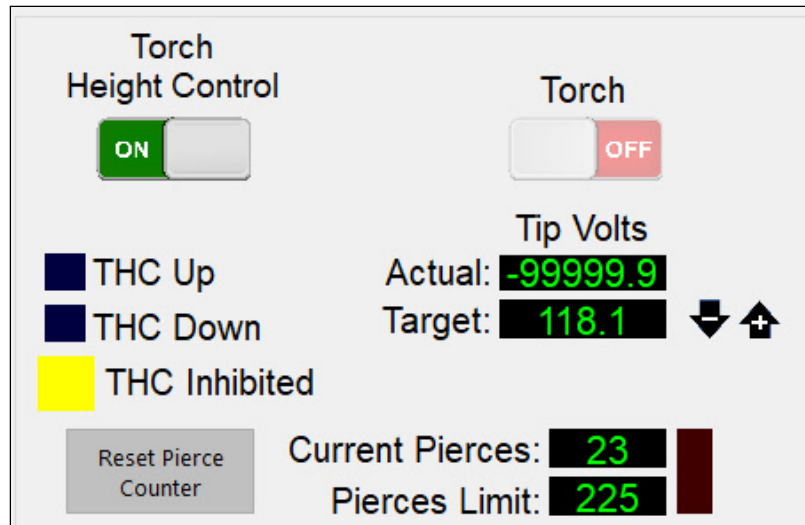 Torch
Height Control
Torch
ON
OFF
Tip Volts
THC Up
Actual: -99999.9
THC Down
Target: 118.1
- +
THC Inhibited
Reset Pierce
Counter
Current Pierces: 23
Pierces Limit: 225